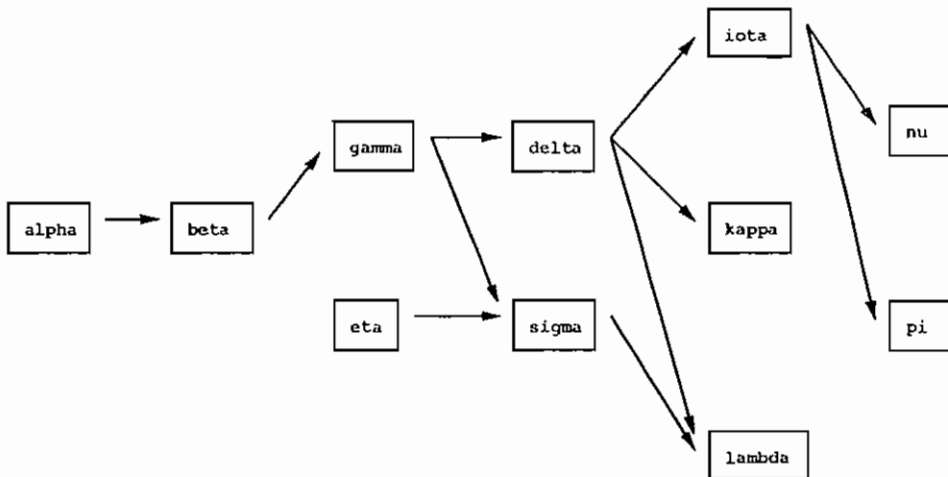 iota
nu
gamma
delta
alpha
beta
kappa
eta
sigma
pi
lambda